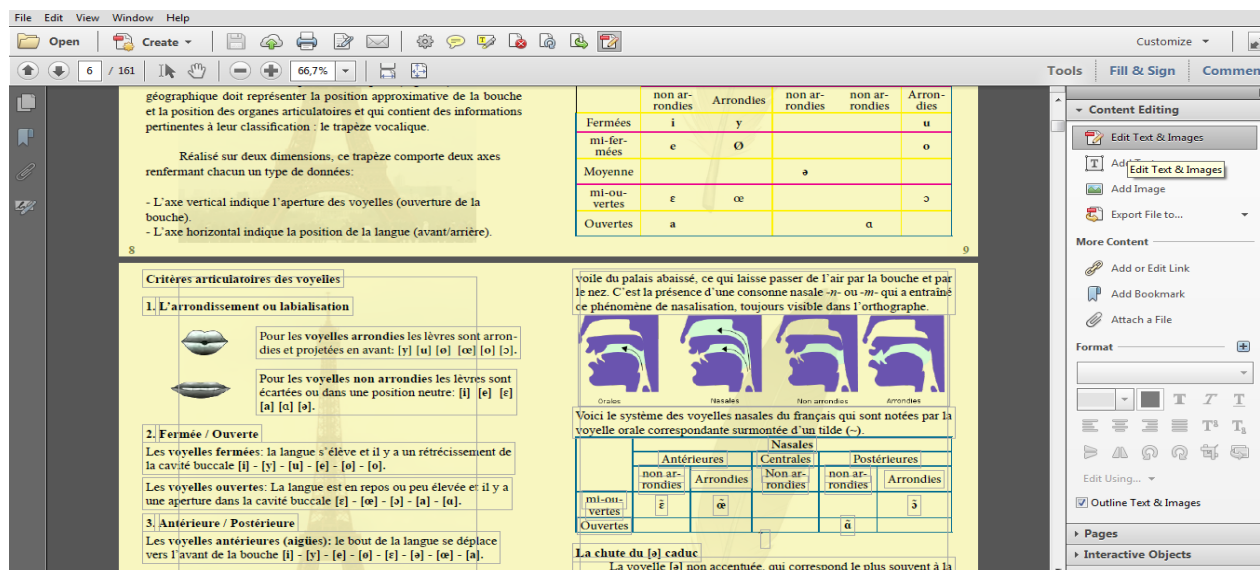 File Edit View Window Help
Open Create Customize
6 / 161 66,7% Tools Fill & Sign Commen
géographique doit représenter la position approximative de la bouche
et la position des organes articulatoires et qui contient des informations
pertinentes à leur classification : le trapèze vocalique.
Réalisé sur deux dimensions, ce trapèze comporte deux axes
renfermant chacun un type de données:
- L’axe vertical indique l’aperture des voyelles (ouverture de la
bouche).
- L’axe horizontal indique la position de la langue (avant/arrière).
8
non ar-
rondies Arrondies non ar-
rondies non ar-
rondies Arron-
dies
Fermées i y u
mi-fer-
mées e Ø o
Moyenne ə
mi-ou-
vertes ɛ œ ɔ
Ouvertes a ɑ
9
Critères articulatoires des voyelles
1. L’arrondissement ou labialisation
Pour les voyelles arrondies les lèvres sont arron-
dies et projetées en avant: [y] [u] [ø] [œ] [o] [ɔ].
Pour les voyelles non arrondies les lèvres sont
écartées ou dans une position neutre: [i] [e] [ɛ]
[a] [ɑ] [ə].
2. Fermée / Ouverte
Les voyelles fermées: la langue s’élève et il y a un rétrécissement de
la cavité buccale [i] - [y] - [u] - [e] - [ø] - [o].
Les voyelles ouvertes: La langue est en repos ou peu élevée et il y a
une aperture dans la cavité buccale [ɛ] - [œ] - [ə] - [a] - [ɑ].
3. Antérieure / Postérieure
Les voyelles antérieures (aigües): le bout de la langue se déplace
vers l’avant de la bouche [i] - [y] - [e] - [ø] - [ɛ] - [ə] - [œ] - [a].
voile du palais abaissé, ce qui laisse passer de l’air par la bouche et par
le nez. C’est la présence d’une consonne nasale -n- ou -m- qui a entraîné
ce phénomène de nasalisation, toujours visible dans l’orthographe.
Orales Nasales Non arrondies Arrondies
Voici le système des voyelles nasales du français qui sont notées par la
voyelle orale correspondante surmontée d’un tilde (~).
Nasales
Antérieures Centrales Postérieures
non ar-
rondies Arrondies Non ar-
rondies non ar-
rondies Arrondies
mi-ou-
vertes ɛ̃ œ̃ ɔ̃
Ouvertes ɑ̃
La chute du [ə] caduc
La voyelle [ə] non accentuée, qui correspond le plus souvent à la
Content Editing
Edit Text & Images
Edit Text & Images
Add Image
Export File to...
More Content
Add or Edit Link
Add Bookmark
Attach a File
Format
Edit Using...
Outline Text & Images
Pages
Interactive Objects